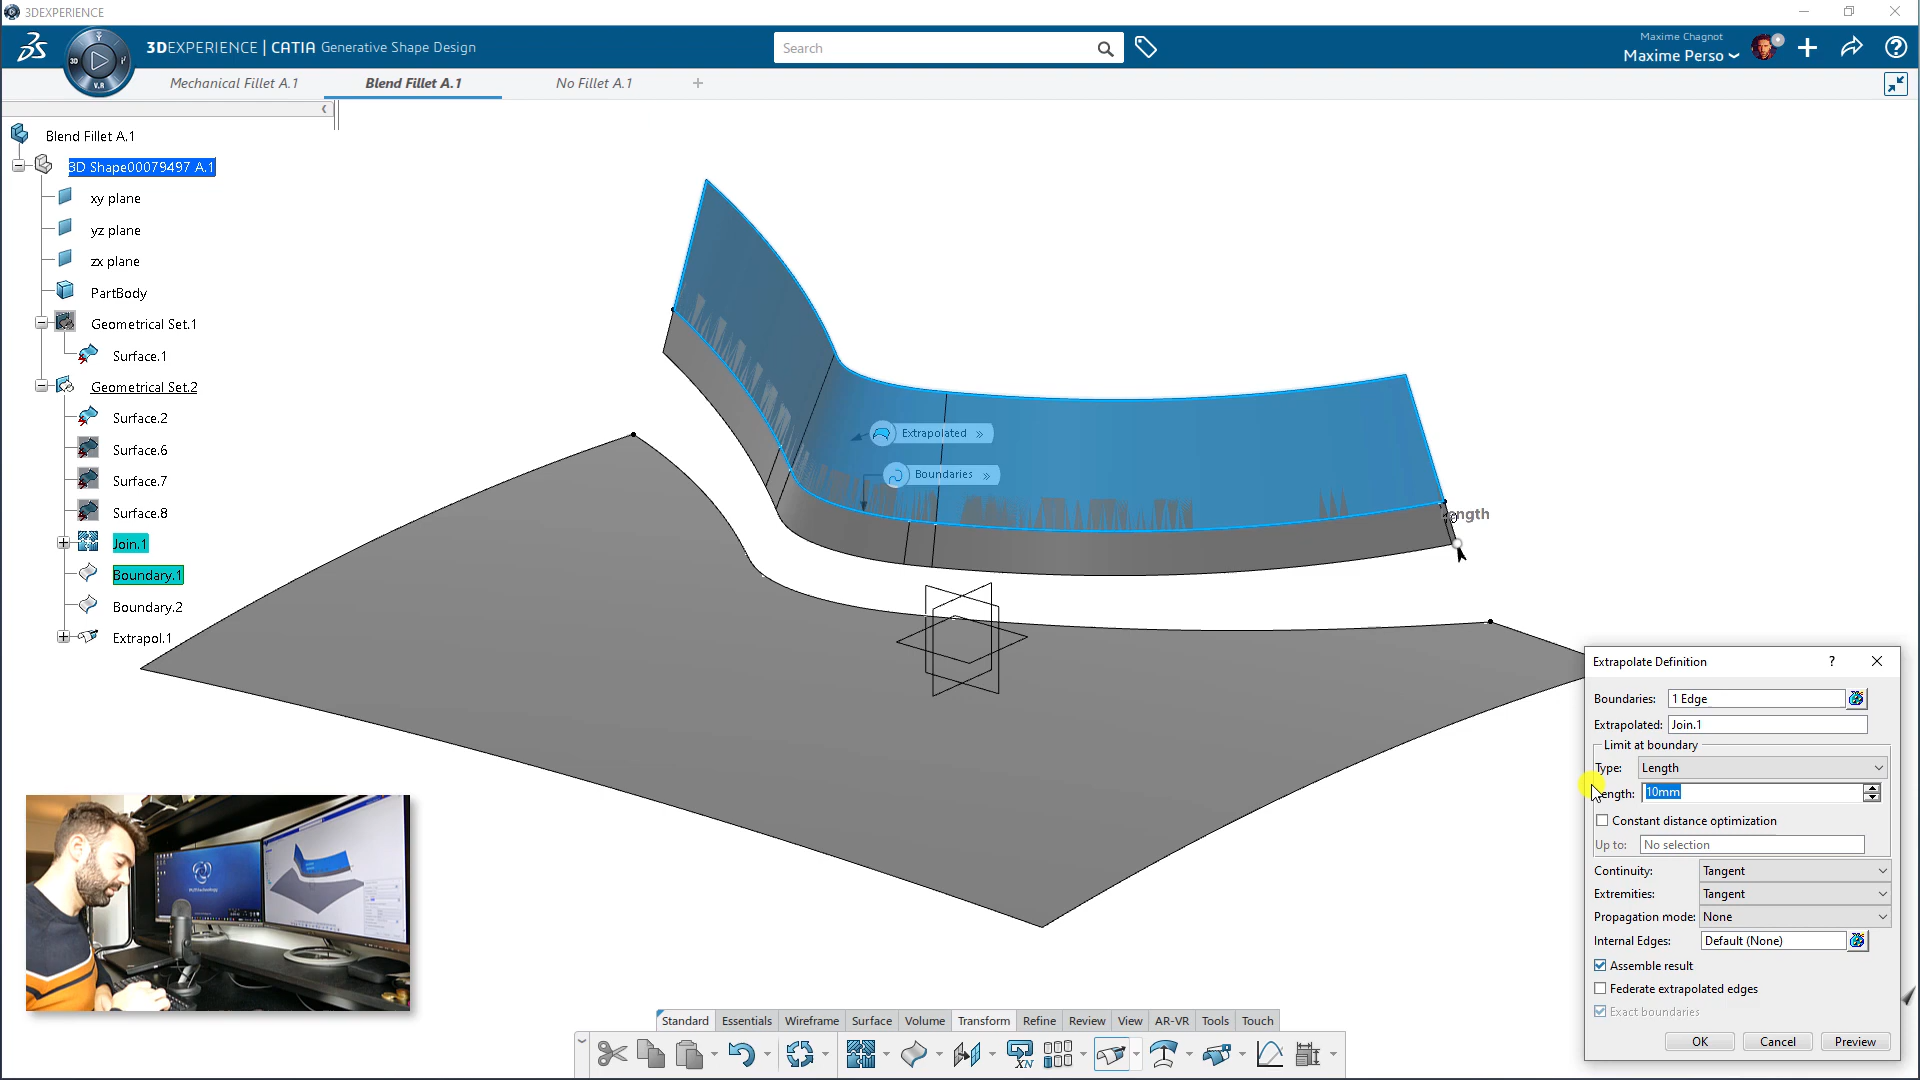 3DEXPERIENCE
3DEXPERIENCE | CATIA Generative Shape Design
Search
Maxime Chagnot
Maxime Perso
3D
V.R
Mechanical Fillet A.1
Blend Fillet A.1
No Fillet A.1
Blend Fillet A.1
3D Shape00079497 A.1
xy plane
yz plane
zx plane
PartBody
Geometrical Set.1
Surface.1
Geometrical Set.2
Surface.2
Surface.6
Surface.7
Surface.8
Join.1
Boundary.1
Boundary.2
Extrapol.1
Extrapolated
Boundaries
Length
Extrapolate Definition
?
Boundaries: 1 Edge
Extrapolated: Join.1
Limit at boundary
Type: Length
Length: 10mm
Constant distance optimization
Up to: No selection
Continuity: Tangent
Extremities: Tangent
Propagation mode: None
Internal Edges: Default (None)
Assemble result
Federate extrapolated edges
Exact boundaries
OK
Cancel
Preview
Standard
Essentials
Wireframe
Surface
Volume
Transform
Refine
Review
View
AR-VR
Tools
Touch